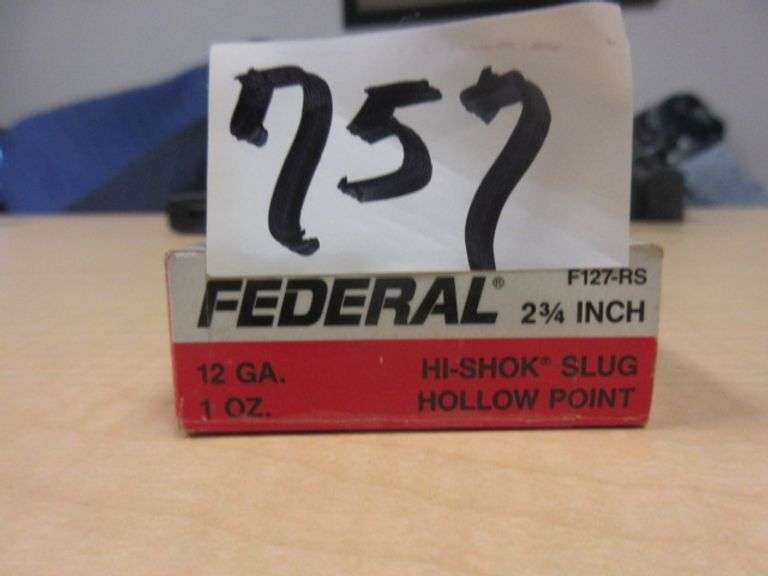 757
FEDERAL® F127-RS
2¾ INCH
12 GA. HI-SHOK® SLUG
1 OZ. HOLLOW POINT